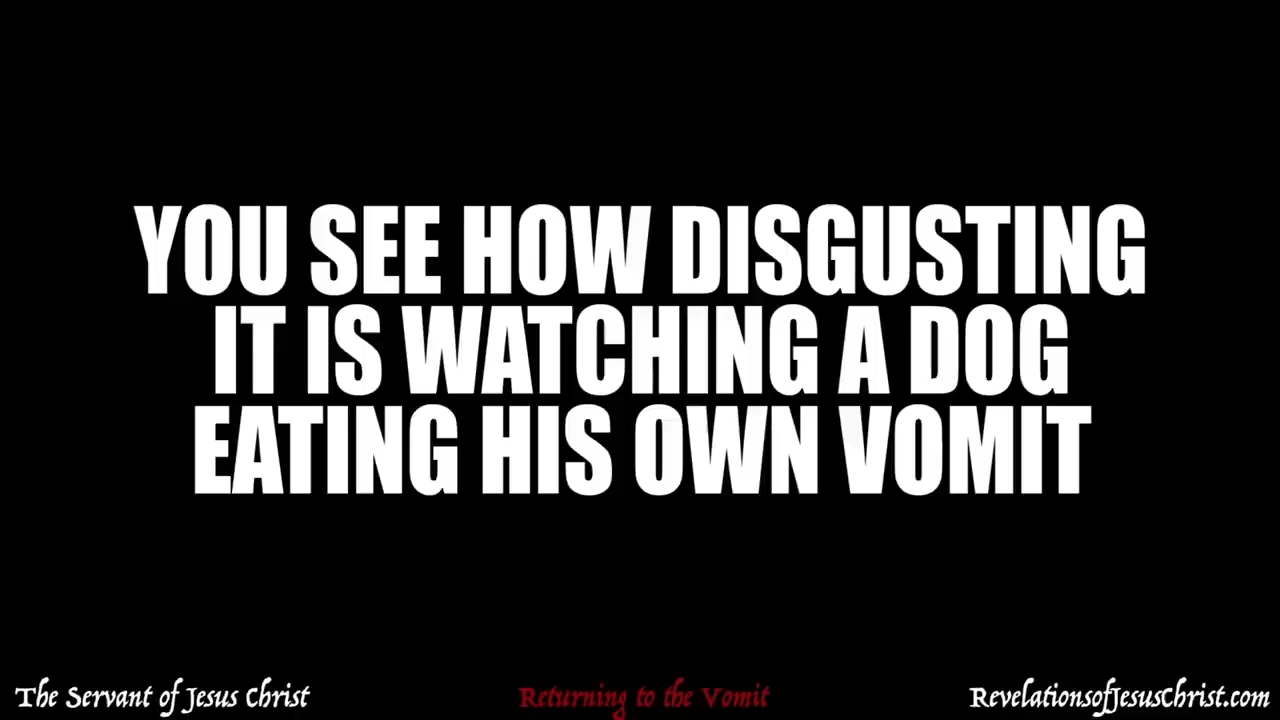 YOU SEE HOW DISGUSTING
IT IS WATCHING A DOG
EATING HIS OWN VOMIT
The Servant of Jesus Christ
Returning to the Vomit
RevelationsofJesusChrist.com